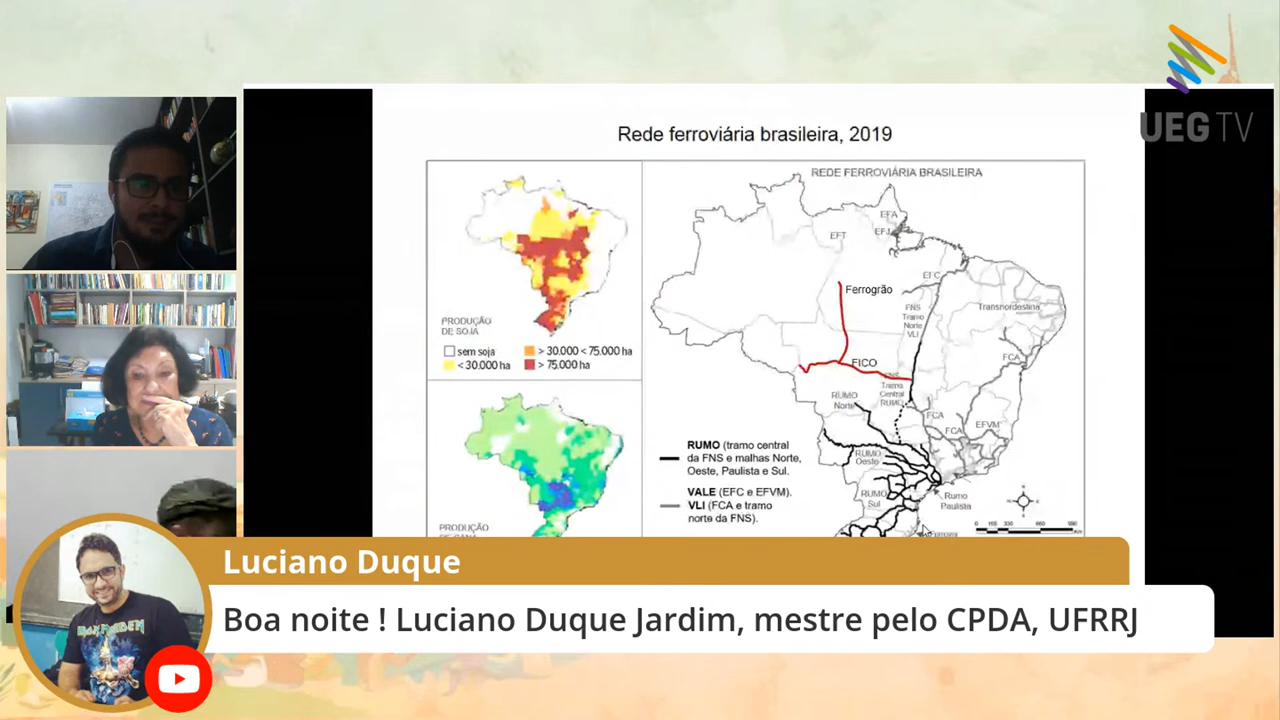 UEG TV
Rede ferroviária brasileira, 2019
REDE FERROVIÁRIA BRASILEIRA
PRODUÇÃO
DE SOJA
sem soja
> 30.000 < 75.000 ha
< 30.000 ha
> 75.000 ha
EFA
EFJ
EFT
EFC
Ferrogrão
FNS
Tramo
Norte
VLI
Transnordestina
FCA
FICO
FNS
Tramo
Central
RUMO
RUMO
Norte
FCA
FCA
EFVM
RUMO
Oeste
RUMO
Sul
Rumo
Paulista
RUMO (tramo central
da FNS e malhas Norte,
Oeste, Paulista e Sul.
VALE (EFC e EFVM).
VLI (FCA e tramo
norte da FNS).
PRODUÇÃO
Luciano Duque
Boa noite ! Luciano Duque Jardim, mestre pelo CPDA, UFRRJ
IRON MAIDEN